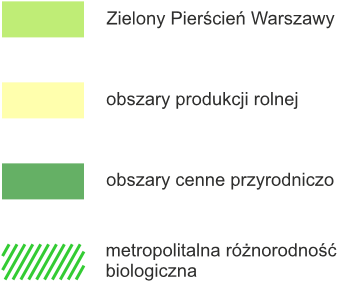 Zielony Pierścień Warszawy
obszary produkcji rolnej
obszary cenne przyrodniczo
metropolitalna różnorodność
biologiczna